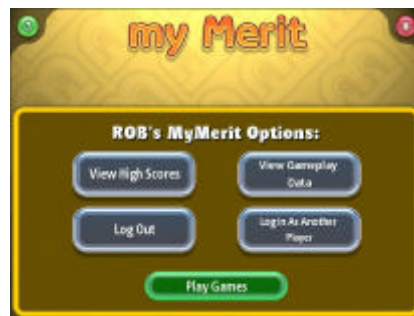 my Merit
ROB's MyMerit Options:
View High Scores
View Gameplay
Data
Log Out
Log In As Another
Player
Play Games